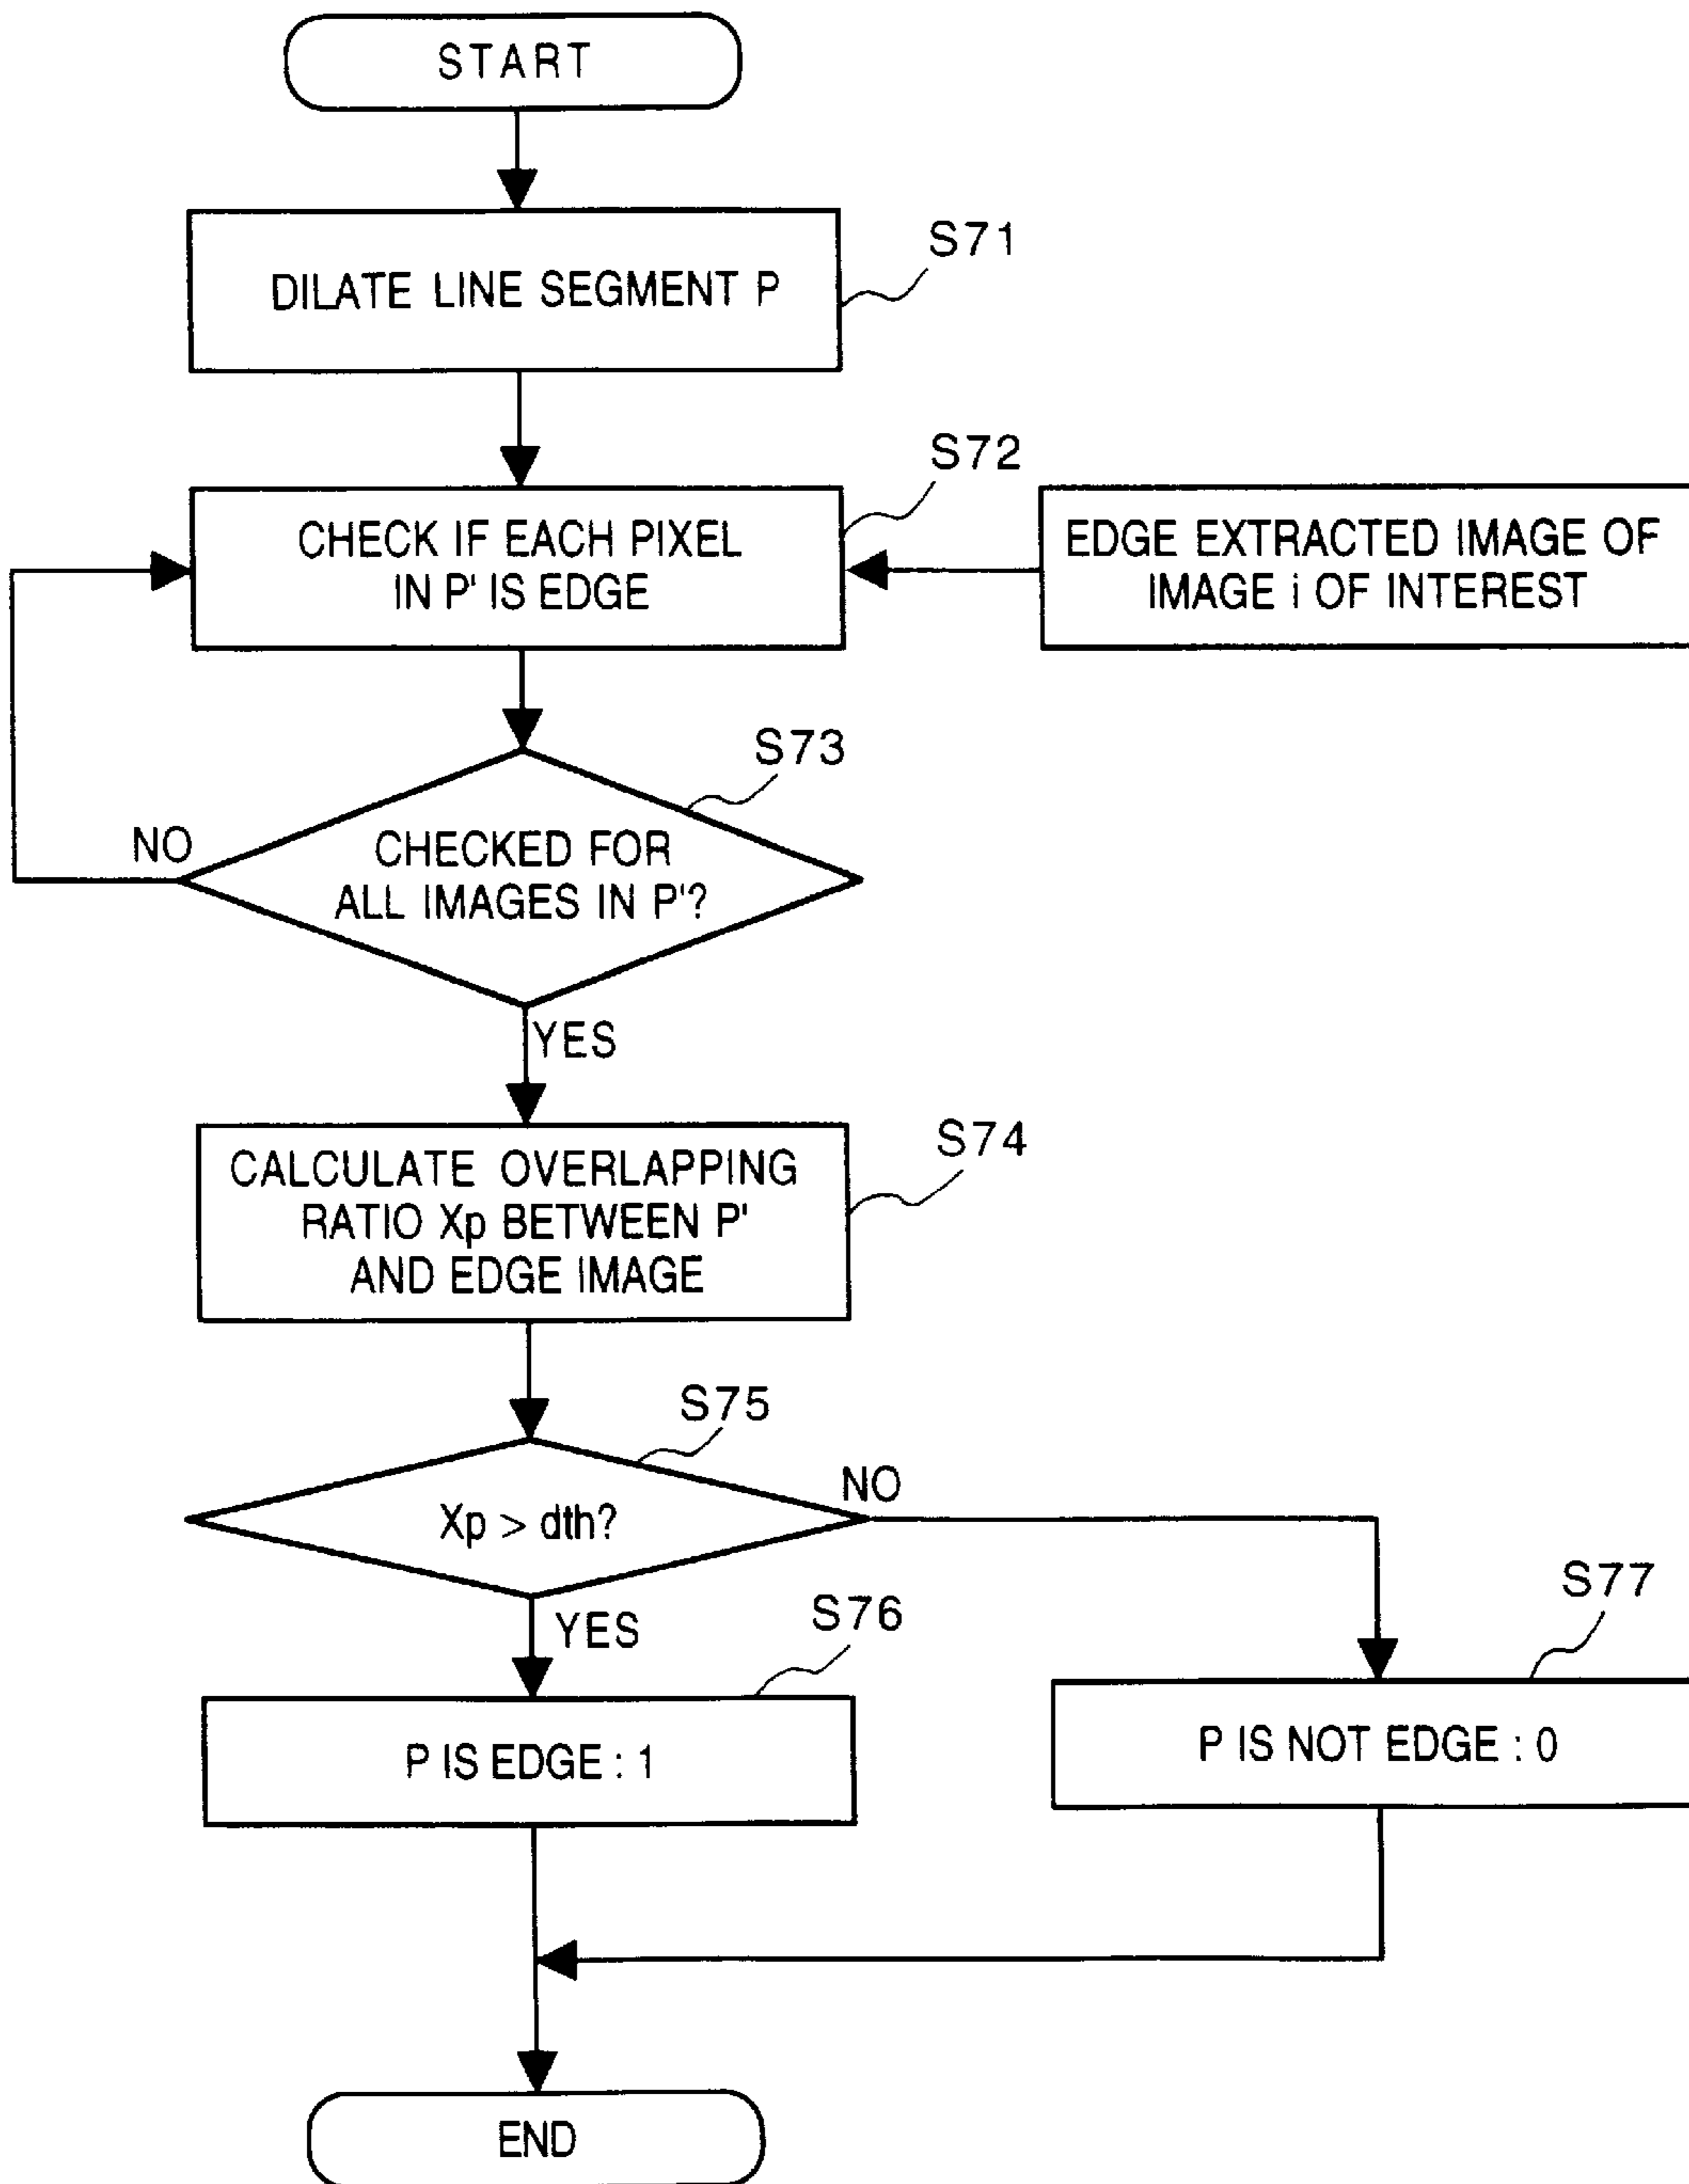 START
S71
DILATE LINE SEGMENT P
S72
CHECK IF EACH PIXEL
IN P' IS EDGE
EDGE EXTRACTED IMAGE OF
IMAGE i OF INTEREST
S73
NO
CHECKED FOR
ALL IMAGES IN P'?
YES
S74
CALCULATE OVERLAPPING
RATIO Xp BETWEEN P'
AND EDGE IMAGE
S75
NO
Xp > dth?
YES
S76
S77
P IS EDGE : 1
P IS NOT EDGE : 0
END